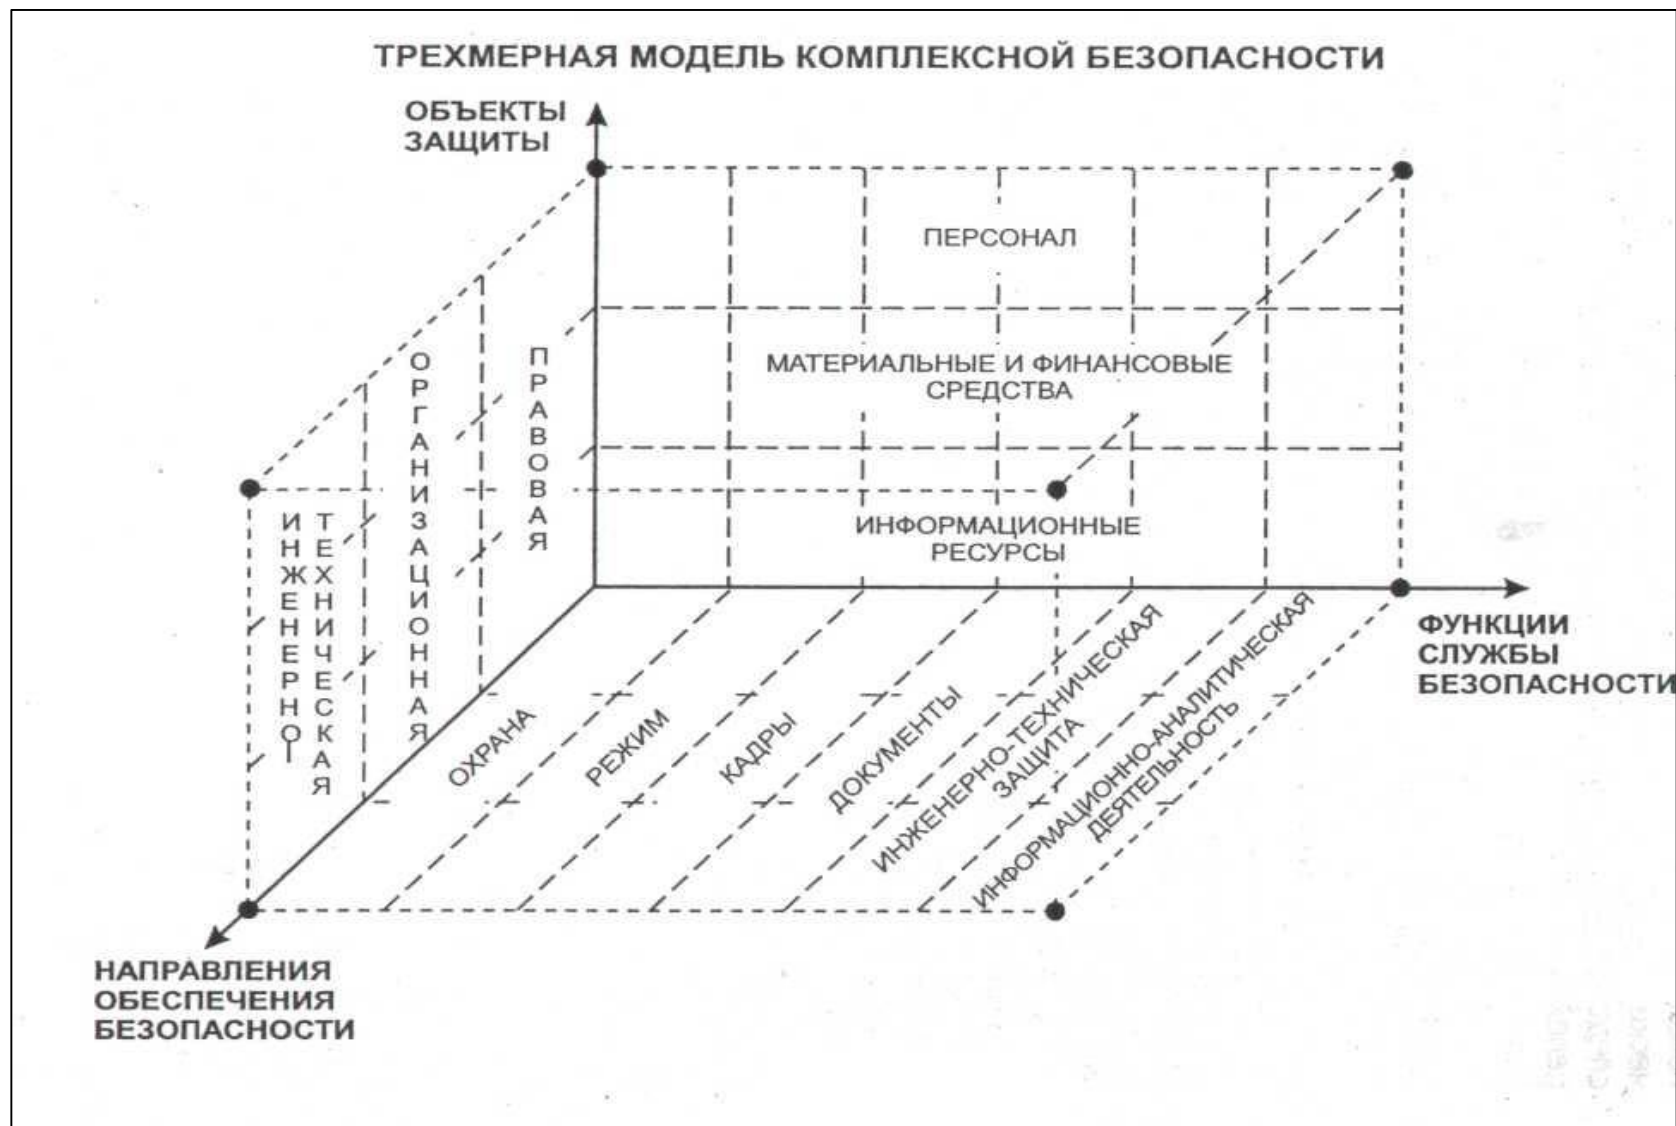 ТРЕХМЕРНАЯ МОДЕЛЬ КОМПЛЕКСНОЙ БЕЗОПАСНОСТИ
ОБЪЕКТЫ
ЗАЩИТЫ
ПЕРСОНАЛ
МАТЕРИАЛЬНЫЕ И ФИНАНСОВЫЕ
СРЕДСТВА
ИНФОРМАЦИОННЫЕ
РЕСУРСЫ
ИНЖЕНЕРНО-
ТЕХНИЧЕСКАЯ
ОРГАНИЗАЦИОННАЯ
ПРАВОВАЯ
ОХРАНА
РЕЖИМ
КАДРЫ
ДОКУМЕНТЫ
ИНЖЕНЕРНО-ТЕХНИЧЕСКАЯ
ЗАЩИТА
ИНФОРМАЦИОННО-АНАЛИТИЧЕСКАЯ
ДЕЯТЕЛЬНОСТЬ
ФУНКЦИИ
СЛУЖБЫ
БЕЗОПАСНОСТИ
НАПРАВЛЕНИЯ
ОБЕСПЕЧЕНИЯ
БЕЗОПАСНОСТИ